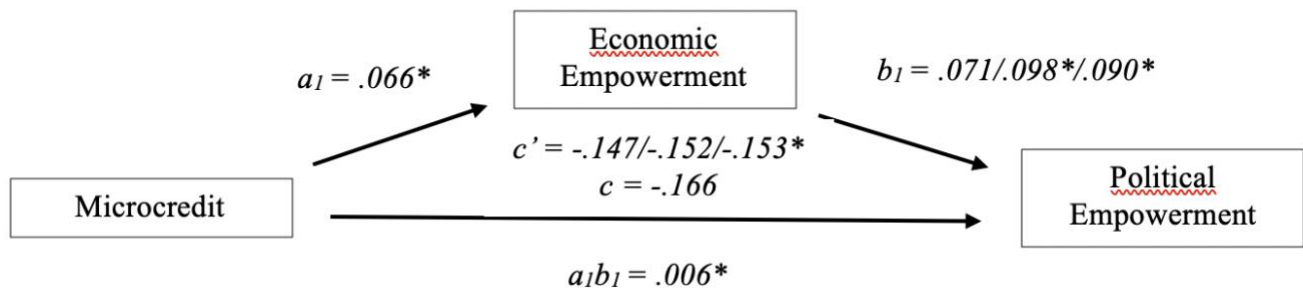 Economic
Empowerment
a1 = .066*
b1 = .071/.098*/.090*
c’ = -.147/-.152/-.153*
c = -.166
Microcredit
Political
Empowerment
a1b1 = .006*